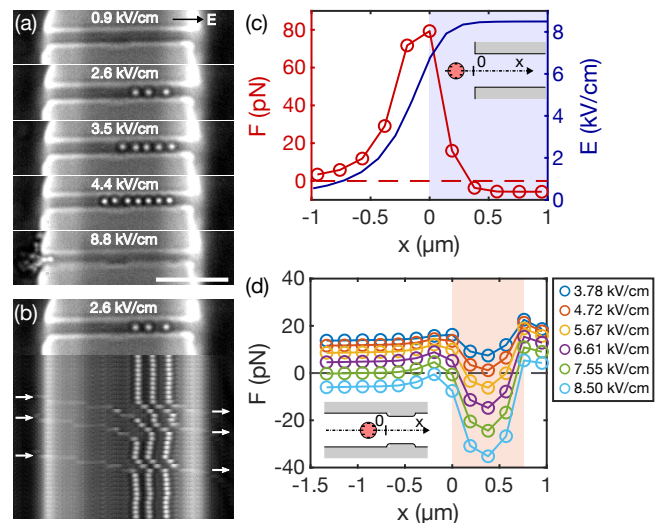 (a)
0.9 kV/cm
E
2.6 kV/cm
3.5 kV/cm
4.4 kV/cm
8.8 kV/cm
(b)
2.6 kV/cm
(c)
F (pN)
80
60
40
20
0
-1
-0.5
0
0.5
1
x (µm)
8
6
4
2
0
E (kV/cm)
0
x
(d)
F (pN)
40
20
0
-20
-40
-1
-0.5
0
0.5
1
x (µm)
0
x
3.78 kV/cm
4.72 kV/cm
5.67 kV/cm
6.61 kV/cm
7.55 kV/cm
8.50 kV/cm